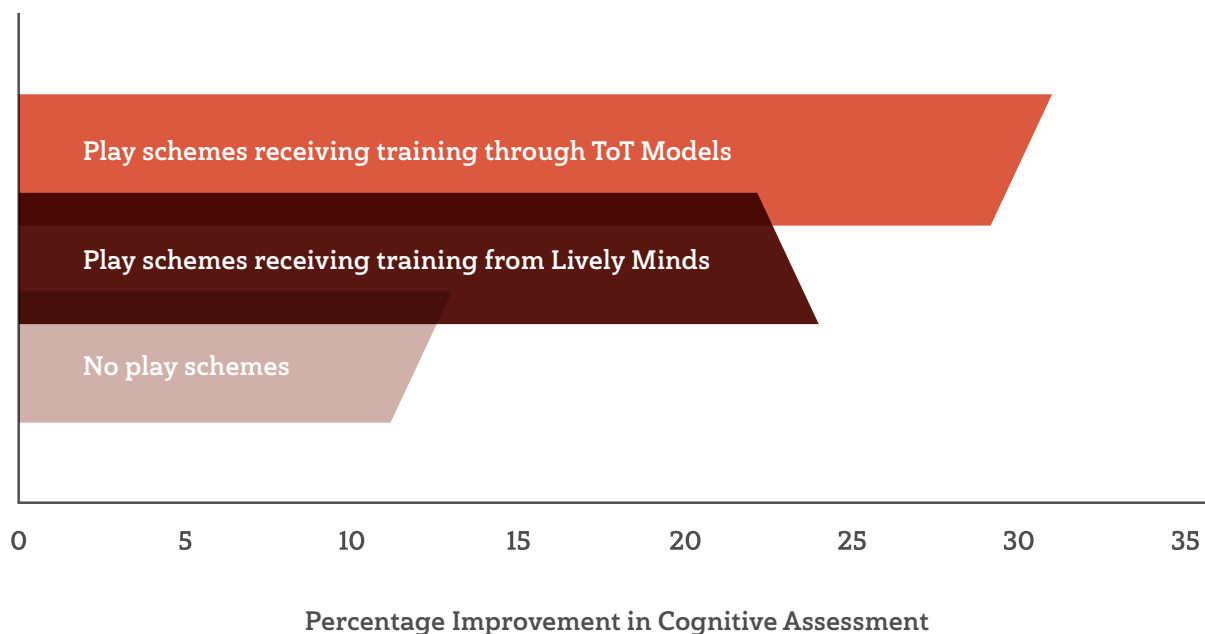 Play schemes receiving training through ToT Models
Play schemes receiving training from Lively Minds
No play schemes
0 5 10 15 20 25 30 35
Percentage Improvement in Cognitive Assessment